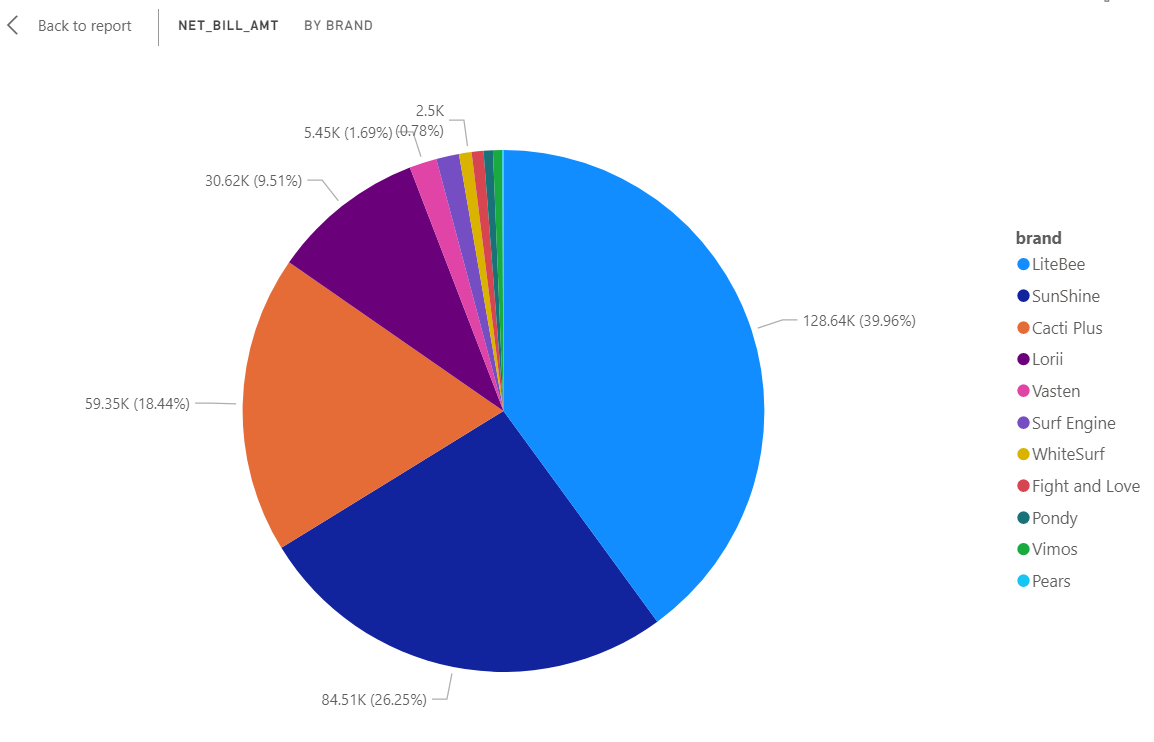 Back to report
NET_BILL_AMT
BY BRAND
2.5K
(0.78%)
5.45K (1.69%)
30.62K (9.51%)
128.64K (39.96%)
59.35K (18.44%)
84.51K (26.25%)
brand
LiteBee
SunShine
Cacti Plus
Lorii
Vasten
Surf Engine
WhiteSurf
Fight and Love
Pondy
Vimos
Pears